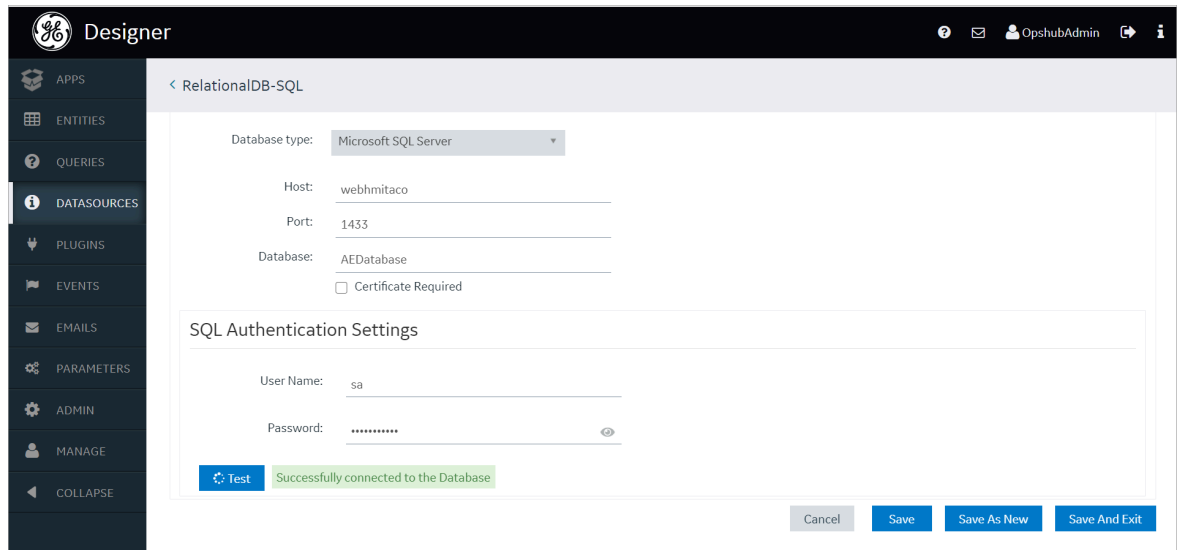 Designer
OpshubAdmin
APPS
ENTITIES
QUERIES
DATASOURCES
PLUGINS
EVENTS
EMAILS
PARAMETERS
ADMIN
MANAGE
COLLAPSE
< RelationalDB-SQL
Database type: Microsoft SQL Server
Host: webhmitaco
Port: 1433
Database: AEDatabase
Certificate Required
SQL Authentication Settings
User Name: sa
Password: •••••••••••
Test Successfully connected to the Database
Cancel Save Save As New Save And Exit